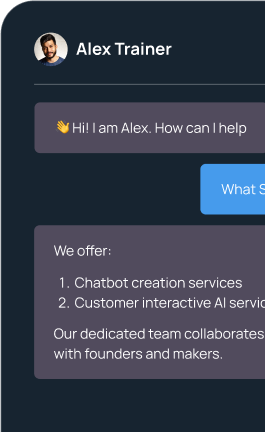 Alex Trainer
👋 Hi! I am Alex. How can I help
What
We offer:
1. Chatbot creation services
2. Customer interactive AI
Our dedicated team collaborates
with founders and makers.